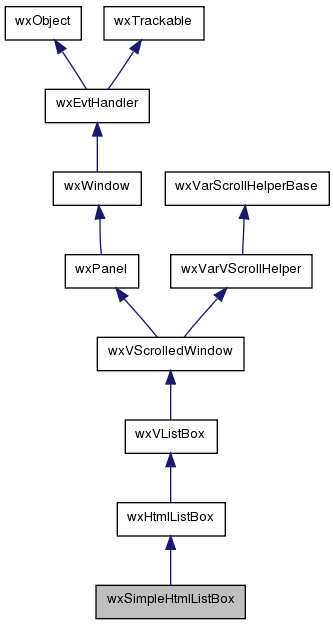 wxObject
wxTrackable
wxEvtHandler
wxWindow
wxVarScrollHelperBase
wxPanel
wxVarVScrollHelper
wxVScrolledWindow
wxVListBox
wxHtmlListBox
wxSimpleHtmlListBox